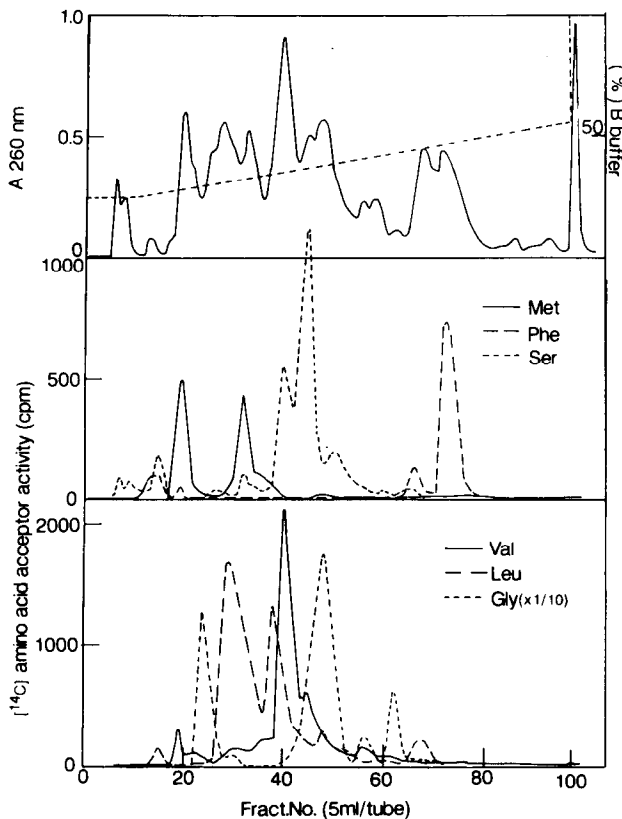 1.0
0.5
0
A 260 nm
50
(%) B buffer
1000
500
0
Met
Phe
Ser
[¹⁴C] amino acid acceptor activity (cpm)
2000
1000
0
Val
Leu
Gly(x1/10)
0 20 40 60 80 100
Fract.No. (5ml/tube)